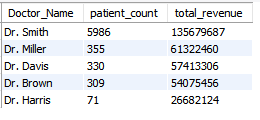 Doctor_Name patient_count total_revenue
Dr. Smith 5986 135679687
Dr. Miller 355 61322460
Dr. Davis 330 57413306
Dr. Brown 309 54075456
Dr. Harris 71 26682124